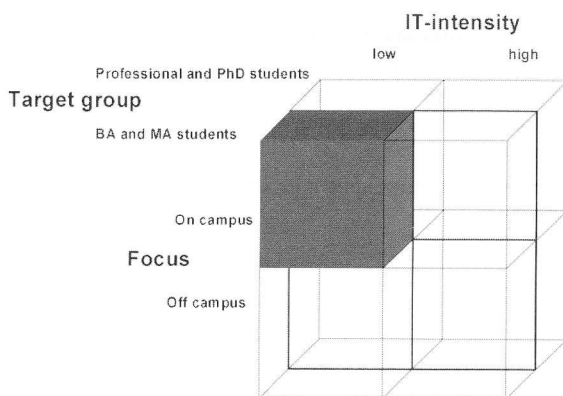 IT-intensity
low high
Professional and PhD students
Target group
BA and MA students
On campus
Focus
Off campus